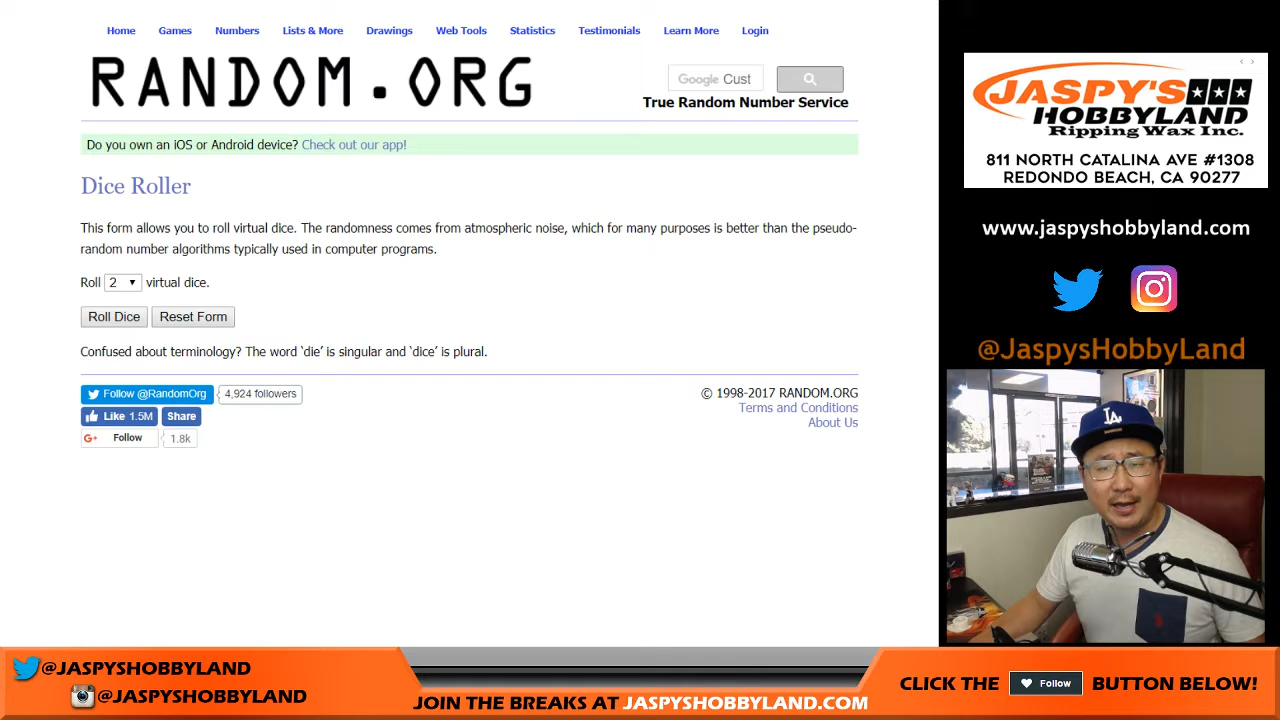 Home Games Numbers Lists & More Drawings Web Tools Statistics Testimonials Learn More Login
RANDOM.ORG
Google Cust
True Random Number Service
Do you own an iOS or Android device? Check out our app!
Dice Roller
This form allows you to roll virtual dice. The randomness comes from atmospheric noise, which for many purposes is better than the pseudo-
random number algorithms typically used in computer programs.
Roll 2 virtual dice.
Roll Dice Reset Form
Confused about terminology? The word ‘die’ is singular and ‘dice’ is plural.
Follow @RandomOrg 4,924 followers
Like 1.5M Share
G+ Follow 1.8k
© 1998-2017 RANDOM.ORG
Terms and Conditions
About Us
JASPY'S
HOBBYLAND
Ripping Wax Inc.
811 NORTH CATALINA AVE #1308
REDONDO BEACH, CA 90277
www.jaspyshobbyland.com
@JaspysHobbyLand
LA
@JASPYSHOBBYLAND
@JASPYSHOBBYLAND
JOIN THE BREAKS AT JASPYSHOBBYLAND.COM
CLICK THE Follow BUTTON BELOW!